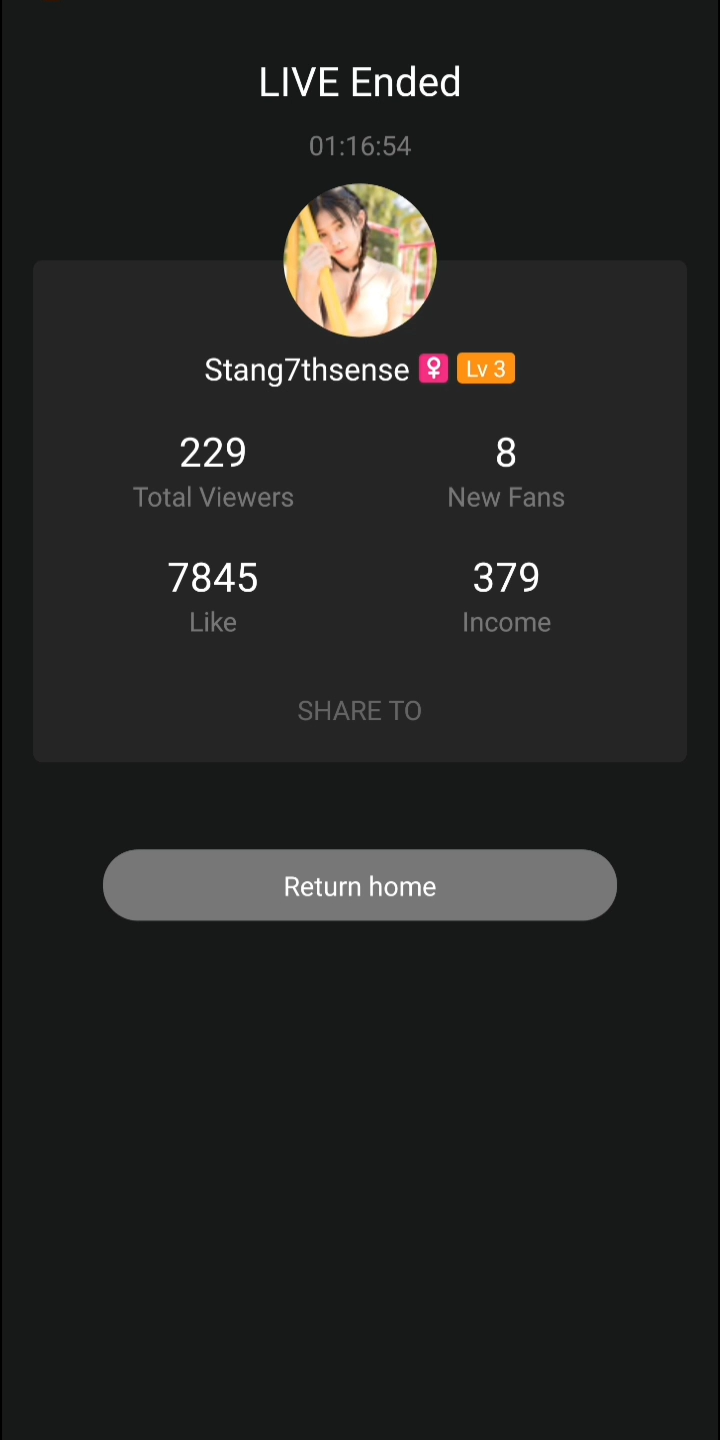 LIVE Ended
01:16:54
Stang7thsense Lv 3
229 8
Total Viewers New Fans
7845 379
Like Income
SHARE TO
Return home